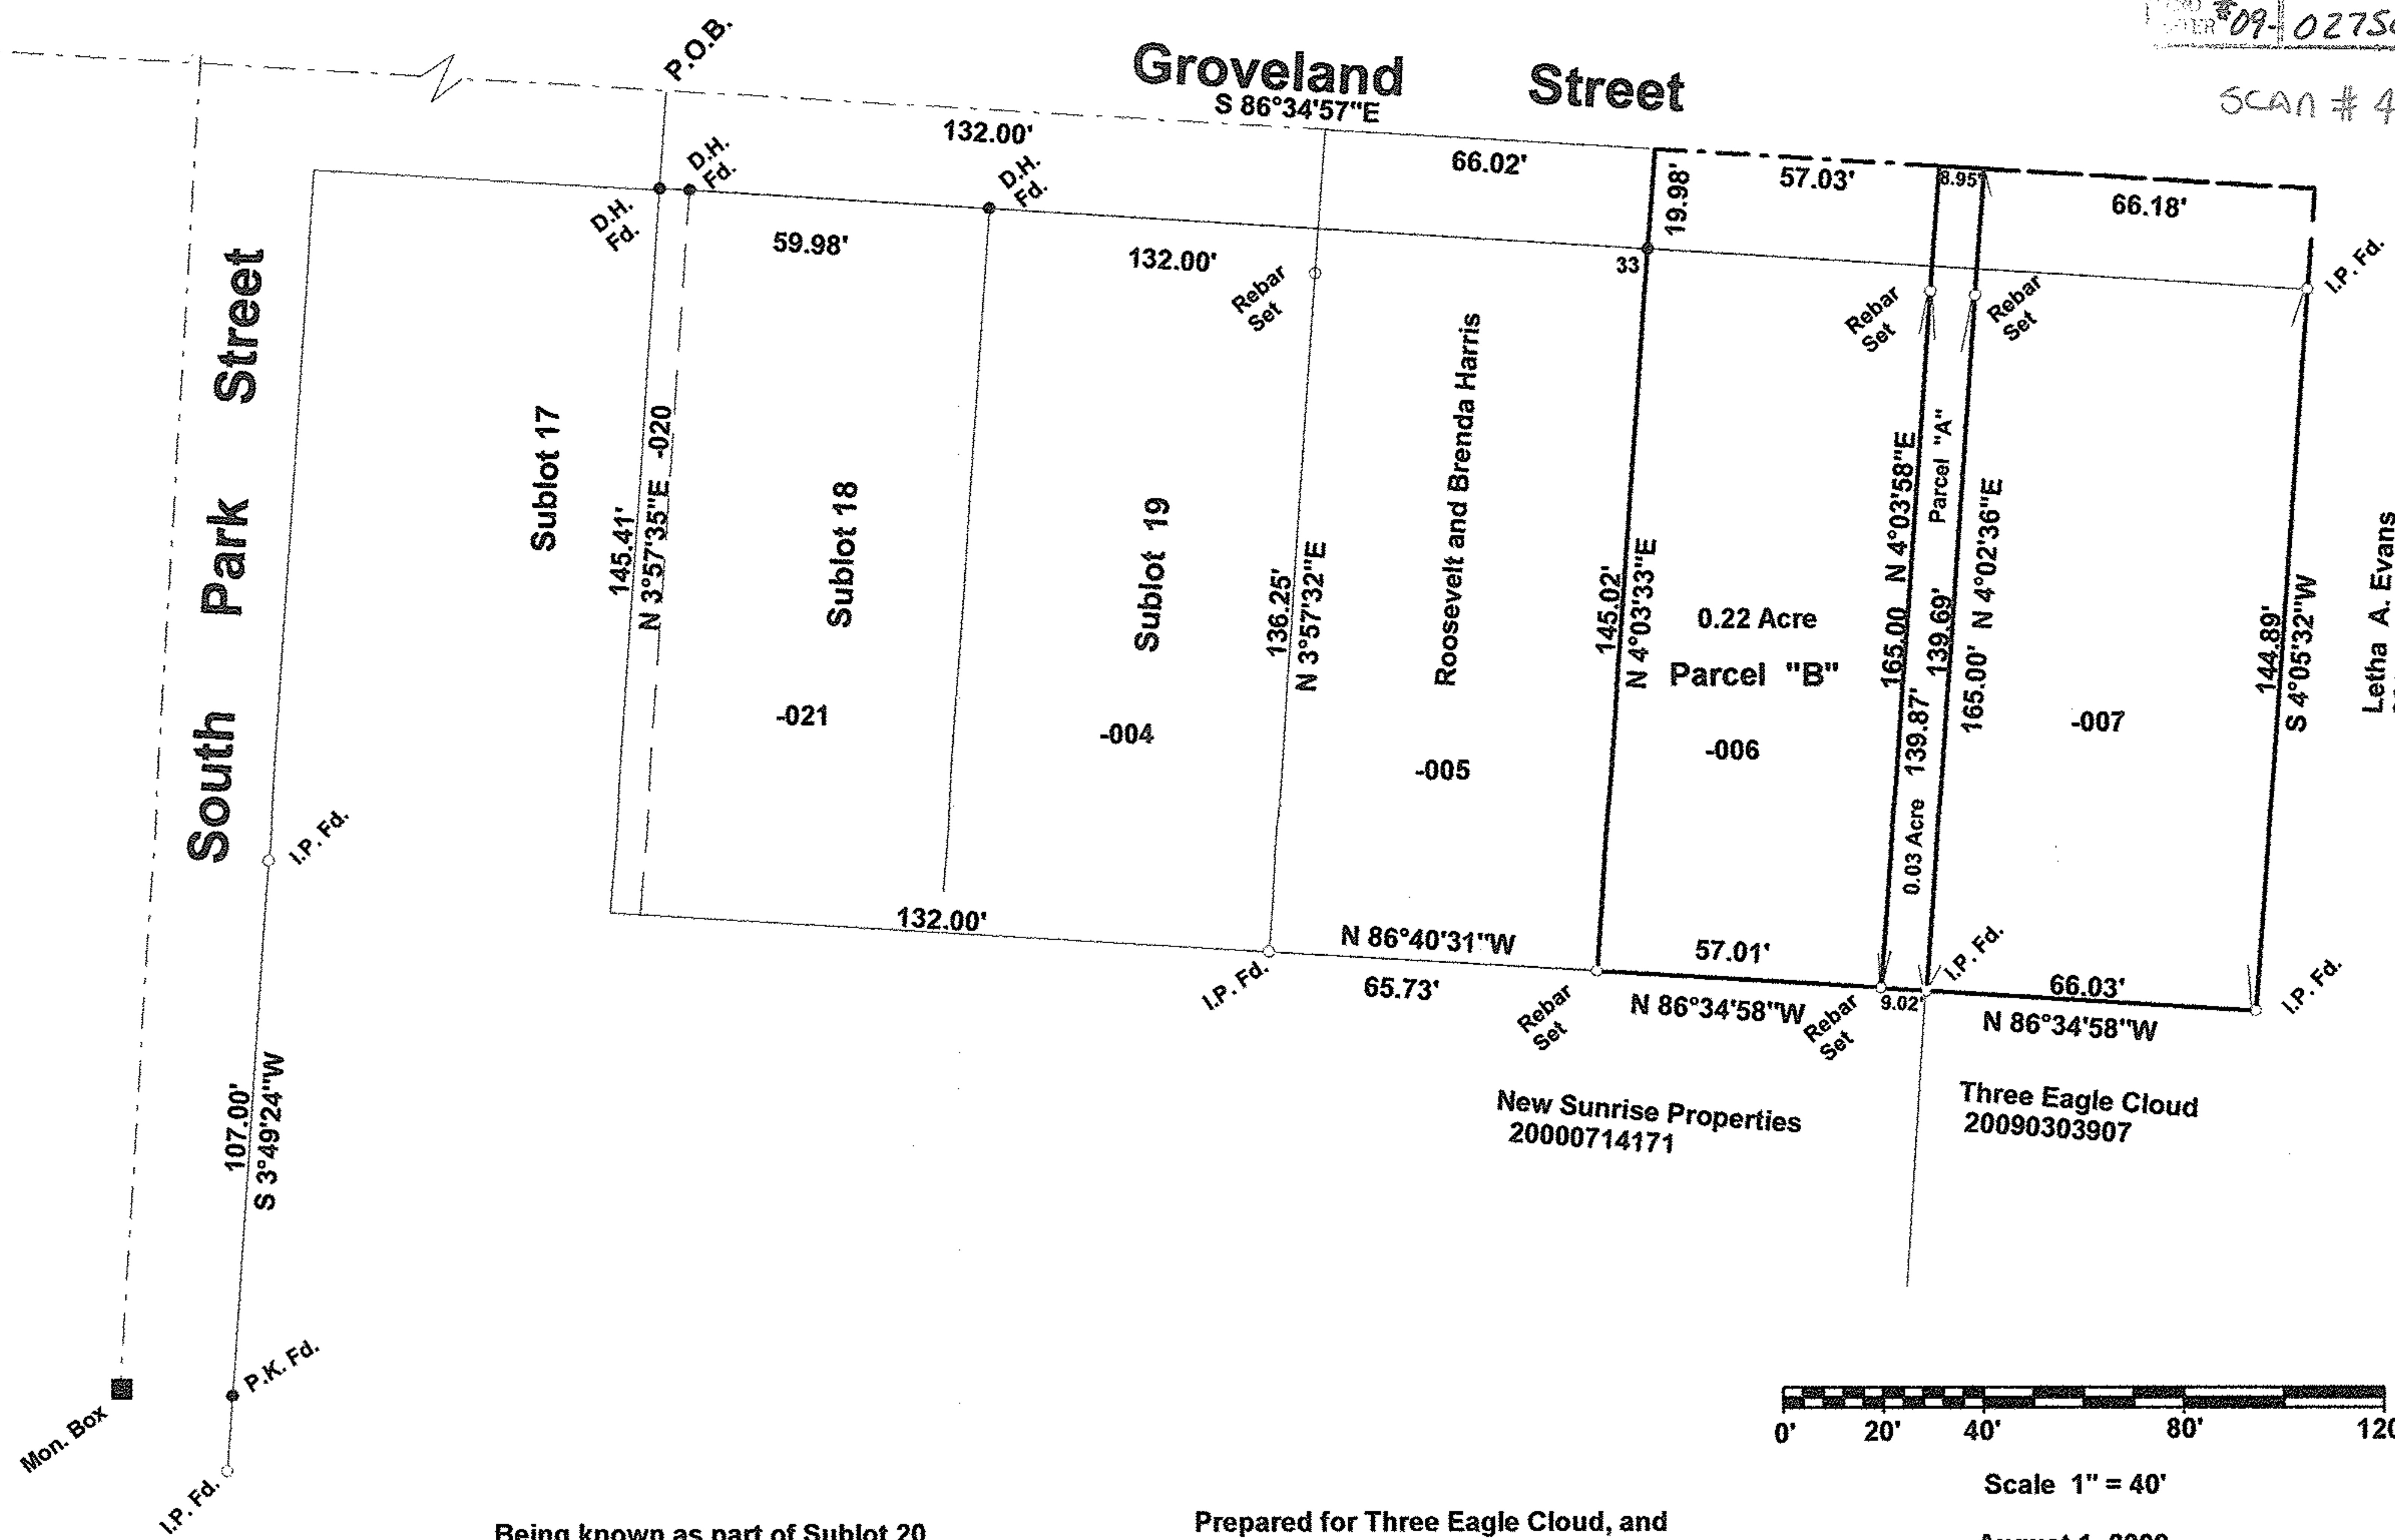 #09- 0275
SCAN # 4
P.O.B.
Groveland Street
S 86°34'57"E
132.00'
66.02'
19.98'
57.03'
8.95'
66.18'
D.H. Fd.
D.H. Fd.
D.H. Fd.
59.98'
132.00'
33
Rebar Set
Rebar Set
Rebar Set
I.P. Fd.
South Park Street
Sublot 17
145.41'
N 3°57'35"E -020
Sublot 18
-021
Sublot 19
-004
136.25'
N 3°57'32"E
Roosevelt and Brenda Harris
-005
145.02'
N 4°03'33"E
0.22 Acre
Parcel "B"
-006
165.00 N 4°03'58"E
Parcel "A"
139.69'
0.03 Acre 139.87'
165.00' N 4°02'36"E
-007
144.89'
S 4°05'32"W
Letha A. Evans
I.P. Fd.
132.00'
N 86°40'31"W
65.73'
I.P. Fd.
57.01'
N 86°34'58"W
Rebar Set
Rebar Set
9.02'
I.P. Fd.
66.03'
N 86°34'58"W
I.P. Fd.
107.00'
S 3°49'24"W
New Sunrise Properties
20000714171
Three Eagle Cloud
20090303907
P.K. Fd.
Mon. Box
I.P. Fd.
0' 20' 40' 80' 120
Scale 1" = 40'
Being known as part of Sublot 20
Prepared for Three Eagle Cloud, and